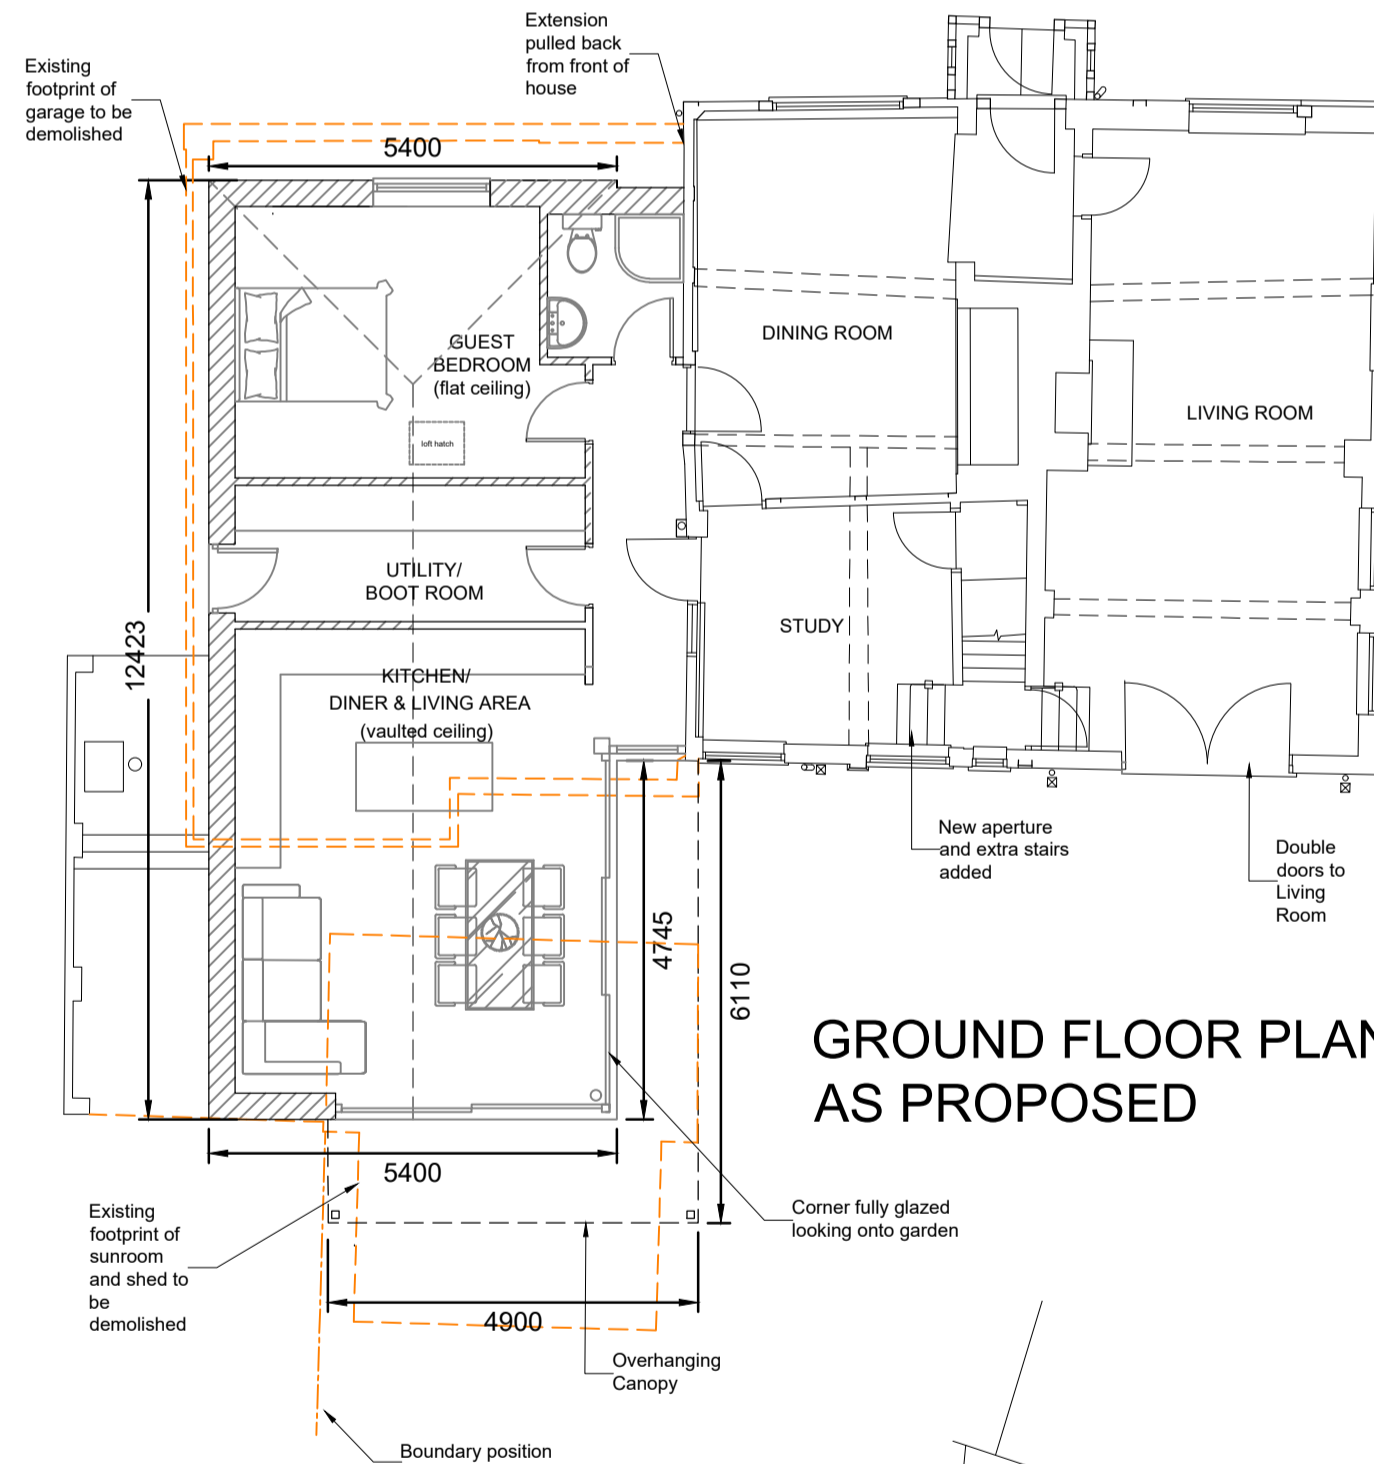 Extension
pulled back
from front of
house
Existing
footprint of
garage to be
demolished
5400
GUEST
BEDROOM
(flat ceiling)
loft hatch
DINING ROOM
LIVING ROOM
UTILITY/
BOOT ROOM
STUDY
12423
KITCHEN/
DINER & LIVING AREA
(vaulted ceiling)
New aperture
and extra stairs
added
Double
doors to
Living
Room
4745
6110
GROUND FLOOR PLAN
AS PROPOSED
5400
Existing
footprint of
sunroom
and shed to
be
demolished
Corner fully glazed
looking onto garden
4900
Overhanging
Canopy
Boundary position